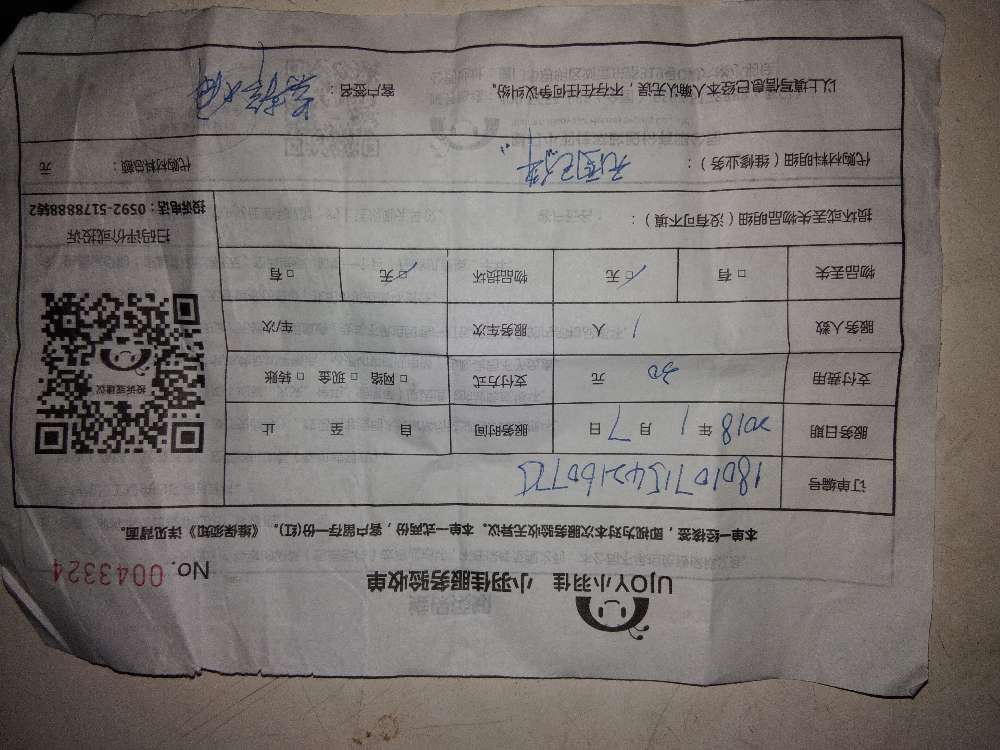 UJOY小羽佳 小羽佳服务验收单
No. 0043324
本单一经核签，即视为对本次服务验收无异议。本单一式两份，客户留存一份(红)。《维保须知》详见背面。
订单编号
服务日期 2018 年 1 月 7 日 服务时间 自 至 止
支付费用 30 元 支付方式 □ 网络 □ 现金 □ 转账
服务人数 1 人 服务车次 车/次
物品丢失 □ 有 □ 无 物品损坏 □ 无 □ 有
投诉或建议
扫码评价或投诉
投诉电话：0592-5178888转2
损坏或丢失物品明细（没有可不填）：
代购材料明细（维修业务）： 代购材料总额： 元
以上填写信息已经本人确认无误，不存在任何争议纠纷。 客户签名：